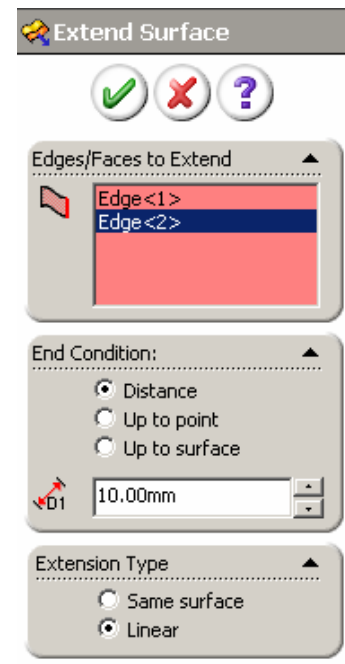 Extend Surface
?
Edges/Faces to Extend
Edge<1>
Edge<2>
End Condition:
Distance
Up to point
Up to surface
D1
10.00mm
Extension Type
Same surface
Linear